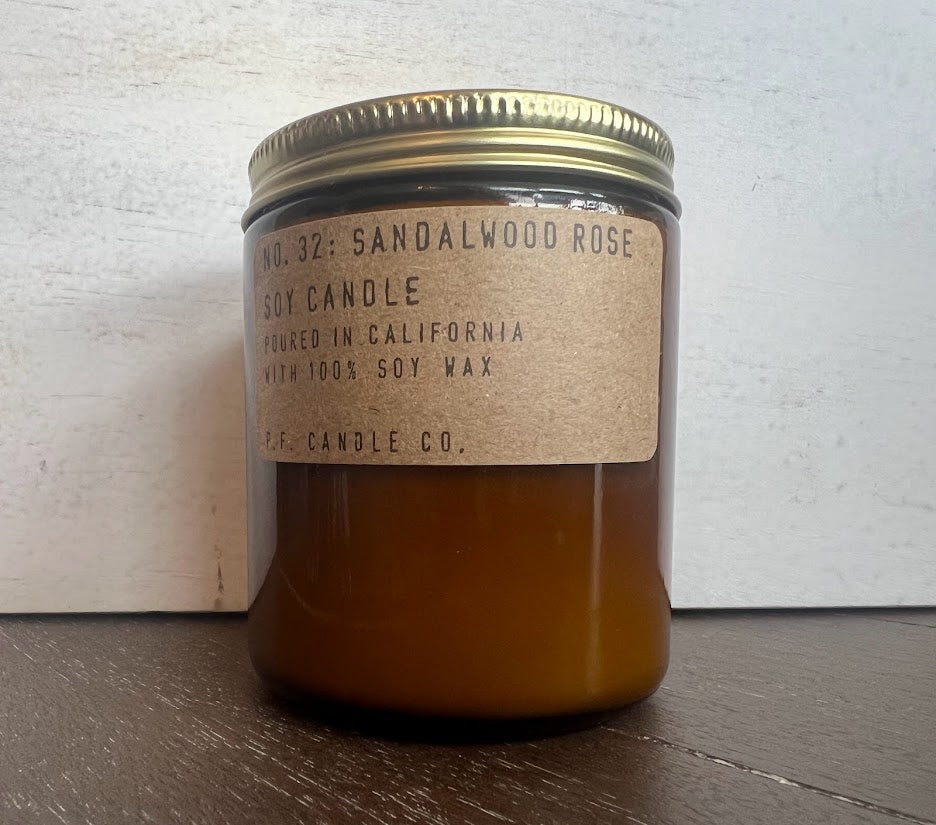 NO. 32: SANDALWOOD ROSE
SOY CANDLE
POURED IN CALIFORNIA
WITH 100% SOY WAX
P.F. CANDLE CO.